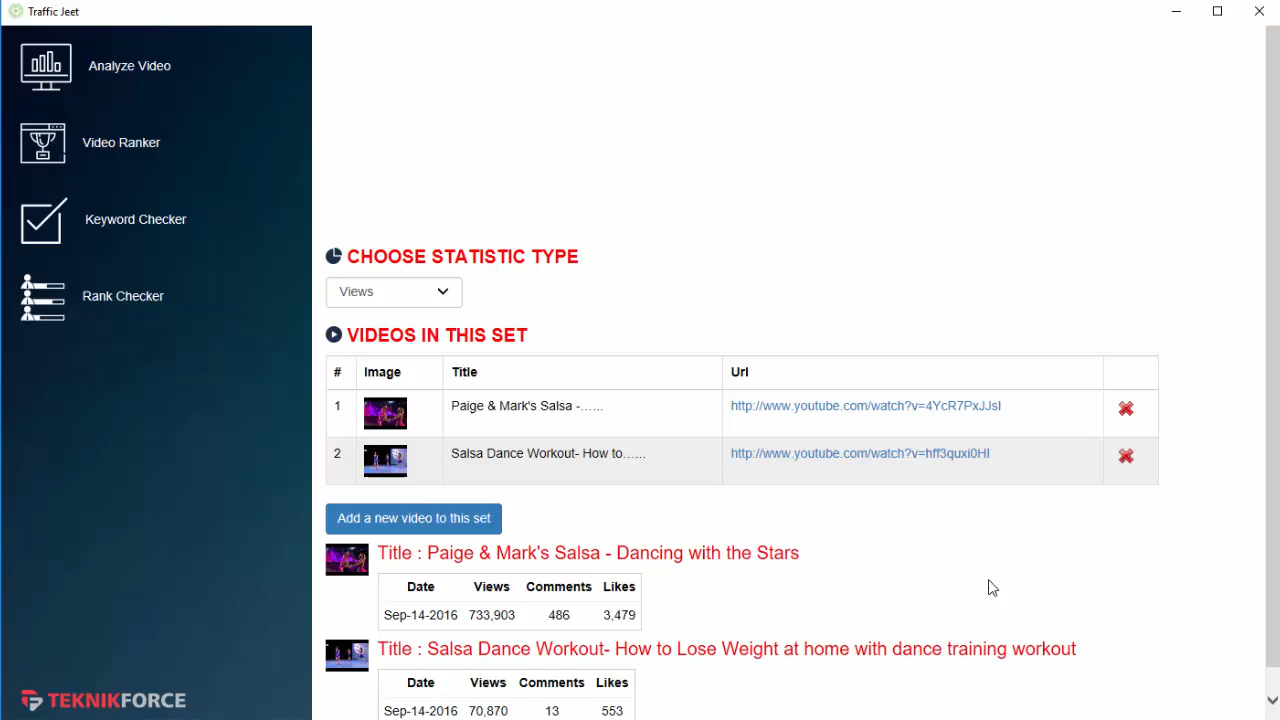 Traffic Jeet
Analyze Video
Video Ranker
Keyword Checker
Rank Checker
TEKNIKFORCE
CHOOSE STATISTIC TYPE
Views
VIDEOS IN THIS SET
# Image Title Url
1 Paige & Mark's Salsa -...... http://www.youtube.com/watch?v=4YcR7PxJJsI
2 Salsa Dance Workout- How to...... http://www.youtube.com/watch?v=hff3quxi0HI
Add a new video to this set
Title : Paige & Mark's Salsa - Dancing with the Stars
Date Views Comments Likes
Sep-14-2016 733,903 486 3,479
Title : Salsa Dance Workout- How to Lose Weight at home with dance training workout
Date Views Comments Likes
Sep-14-2016 70,870 13 553